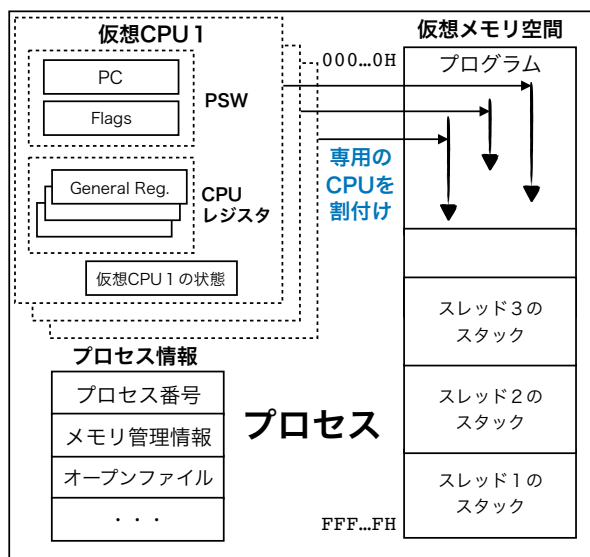 仮想CPU１
PC
Flags
PSW
General Reg.
CPU
レジスタ
仮想CPU１の状態
プロセス情報
プロセス番号
メモリ管理情報
オープンファイル
・・・
プロセス
専用の
CPUを
割付け
仮想メモリ空間
000…0H
プログラム
スレッド３の
スタック
スレッド２の
スタック
スレッド１の
スタック
FFF…FH